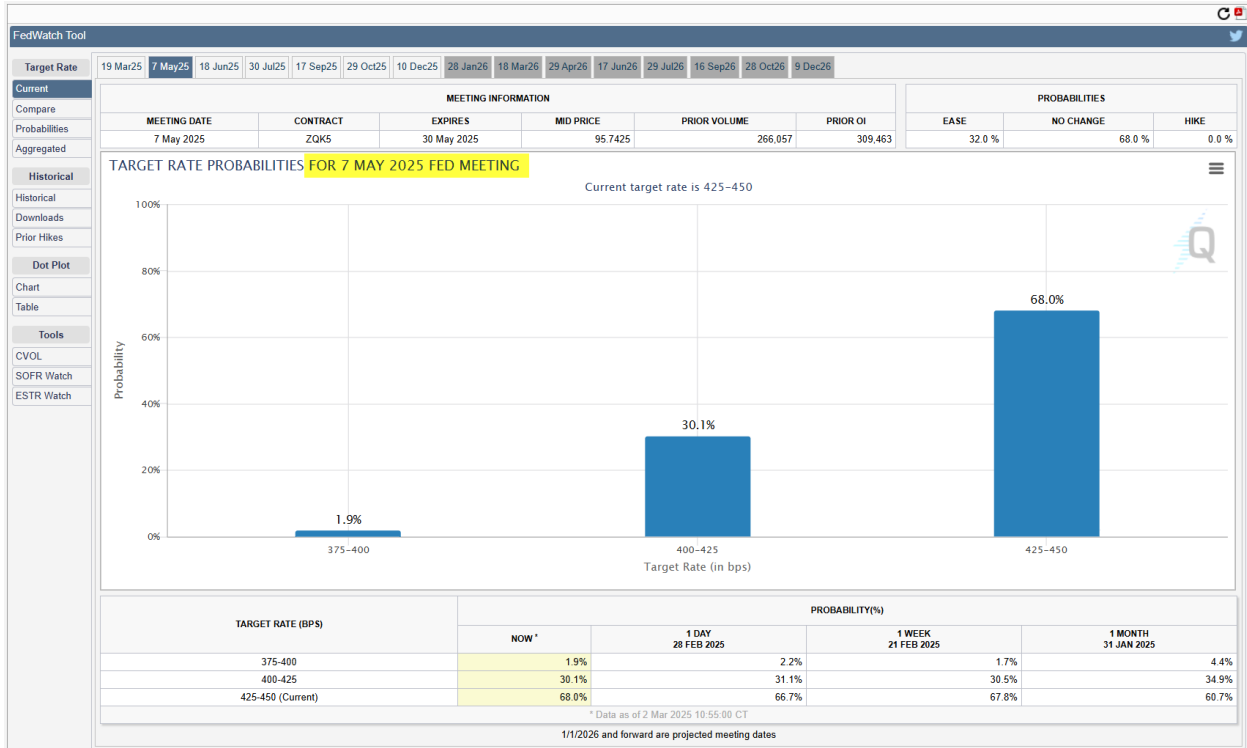 FedWatch Tool
Target Rate
Current
Compare
Probabilities
Aggregated
Historical
Historical
Downloads
Prior Hikes
Dot Plot
Chart
Table
Tools
CVOL
SOFR Watch
ESTR Watch
19 Mar25 7 May25 18 Jun25 30 Jul25 17 Sep25 29 Oct25 10 Dec25 28 Jan26 18 Mar26 29 Apr26 17 Jun26 29 Jul26 16 Sep26 28 Oct26 9 Dec26
MEETING INFORMATION
MEETING DATE CONTRACT EXPIRES MID PRICE PRIOR VOLUME PRIOR OI
7 May 2025 ZQK5 30 May 2025 95.7425 266,057 309,463
PROBABILITIES
EASE NO CHANGE HIKE
32.0 % 68.0 % 0.0 %
TARGET RATE PROBABILITIES FOR 7 MAY 2025 FED MEETING
Current target rate is 425-450
Probability
100%
80%
60%
40%
20%
0%
1.9%
30.1%
68.0%
Q
375-400 400-425 425-450
Target Rate (in bps)
TARGET RATE (BPS) PROBABILITY(%)
NOW * 1 DAY 1 WEEK 1 MONTH
28 FEB 2025 21 FEB 2025 31 JAN 2025
375-400 1.9% 2.2% 1.7% 4.4%
400-425 30.1% 31.1% 30.5% 34.9%
425-450 (Current) 68.0% 66.7% 67.8% 60.7%
* Data as of 2 Mar 2025 10:55:00 CT
1/1/2026 and forward are projected meeting dates